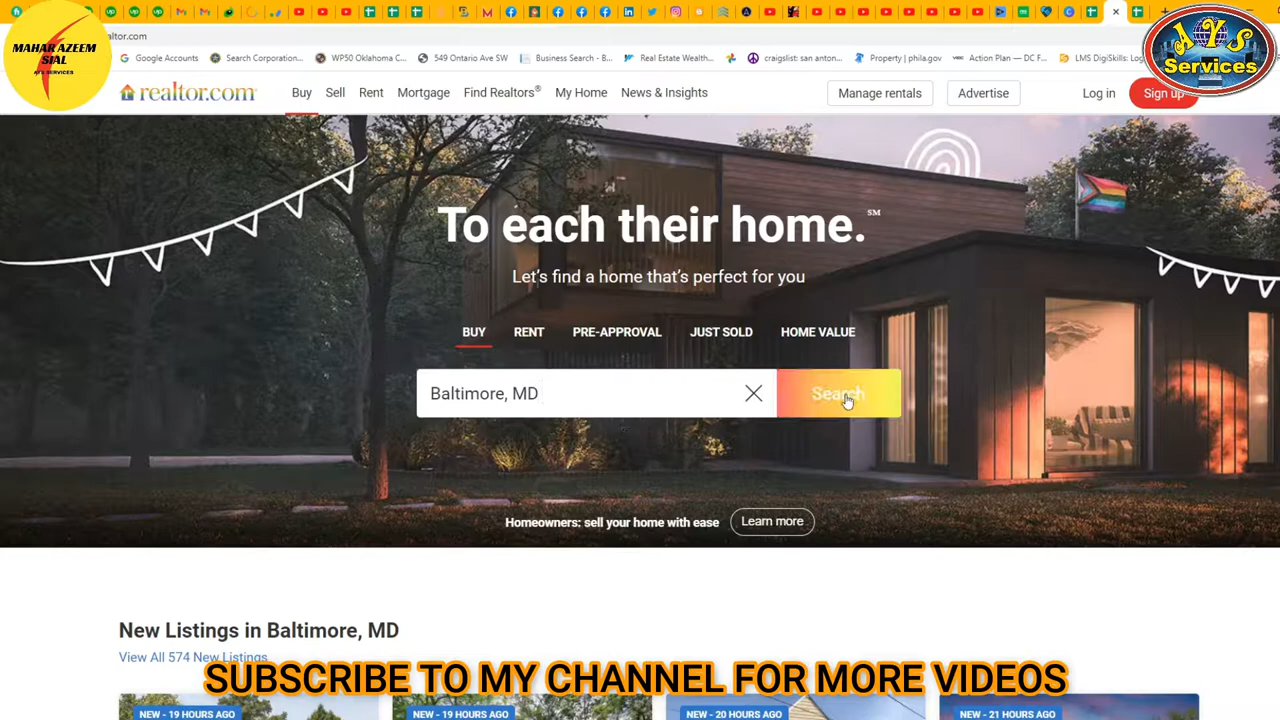 MAHAR AZEEM
SIAL
AYS SERVICES
AYS
Services
altor.com
Google Accounts
Search Corporation...
WP50 Oklahoma C...
549 Ontario Ave SW
Business Search - B...
Real Estate Wealth...
craigslist: san anton...
Property | phila.gov
Action Plan — DC F...
LMS DigiSkills: Log
realtor.com
Buy
Sell
Rent
Mortgage
Find Realtors®
My Home
News & Insights
Manage rentals
Advertise
Log in
Sign up
To each their home.℠
Let's find a home that's perfect for you
BUY
RENT
PRE-APPROVAL
JUST SOLD
HOME VALUE
Baltimore, MD
Search
Homeowners: sell your home with ease
Learn more
New Listings in Baltimore, MD
View All 574 New Listings
SUBSCRIBE TO MY CHANNEL FOR MORE VIDEOS
NEW - 19 HOURS AGO
NEW - 19 HOURS AGO
NEW - 20 HOURS AGO
NEW - 21 HOURS AGO